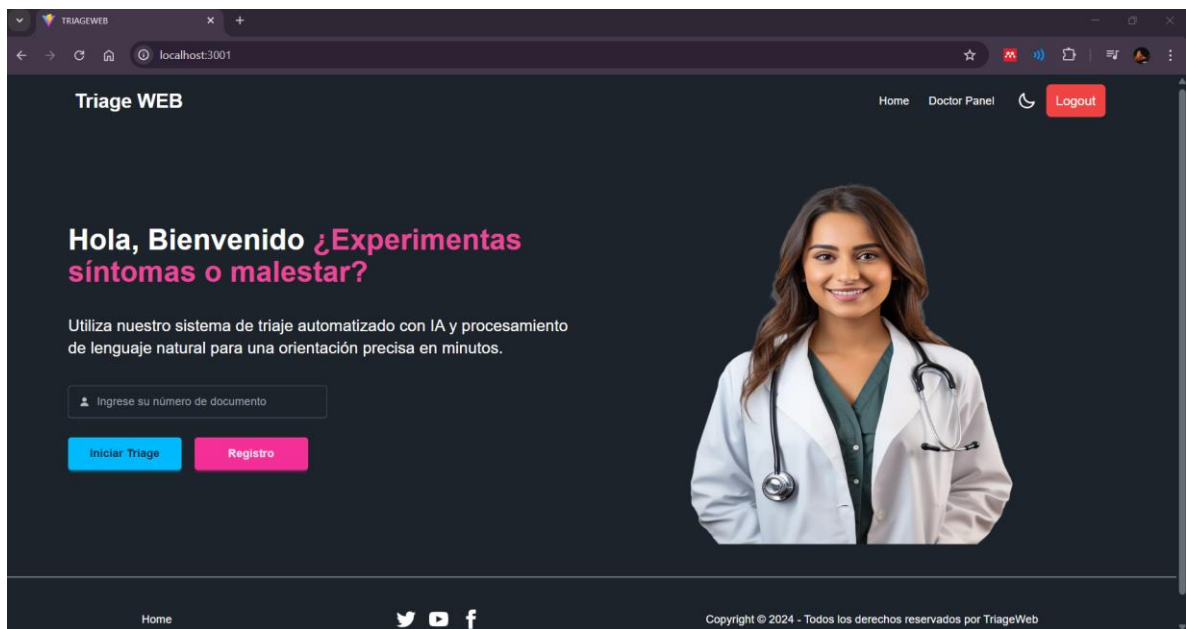 TRIAGEWEB
localhost:3001
Triage WEB
Home
Doctor Panel
Logout
Hola, Bienvenido ¿Experimentas
síntomas o malestar?
Utiliza nuestro sistema de triaje automatizado con IA y procesamiento
de lenguaje natural para una orientación precisa en minutos.
Ingrese su número de documento
Iniciar Triage
Registro
Home
Copyright © 2024 - Todos los derechos reservados por TriageWeb